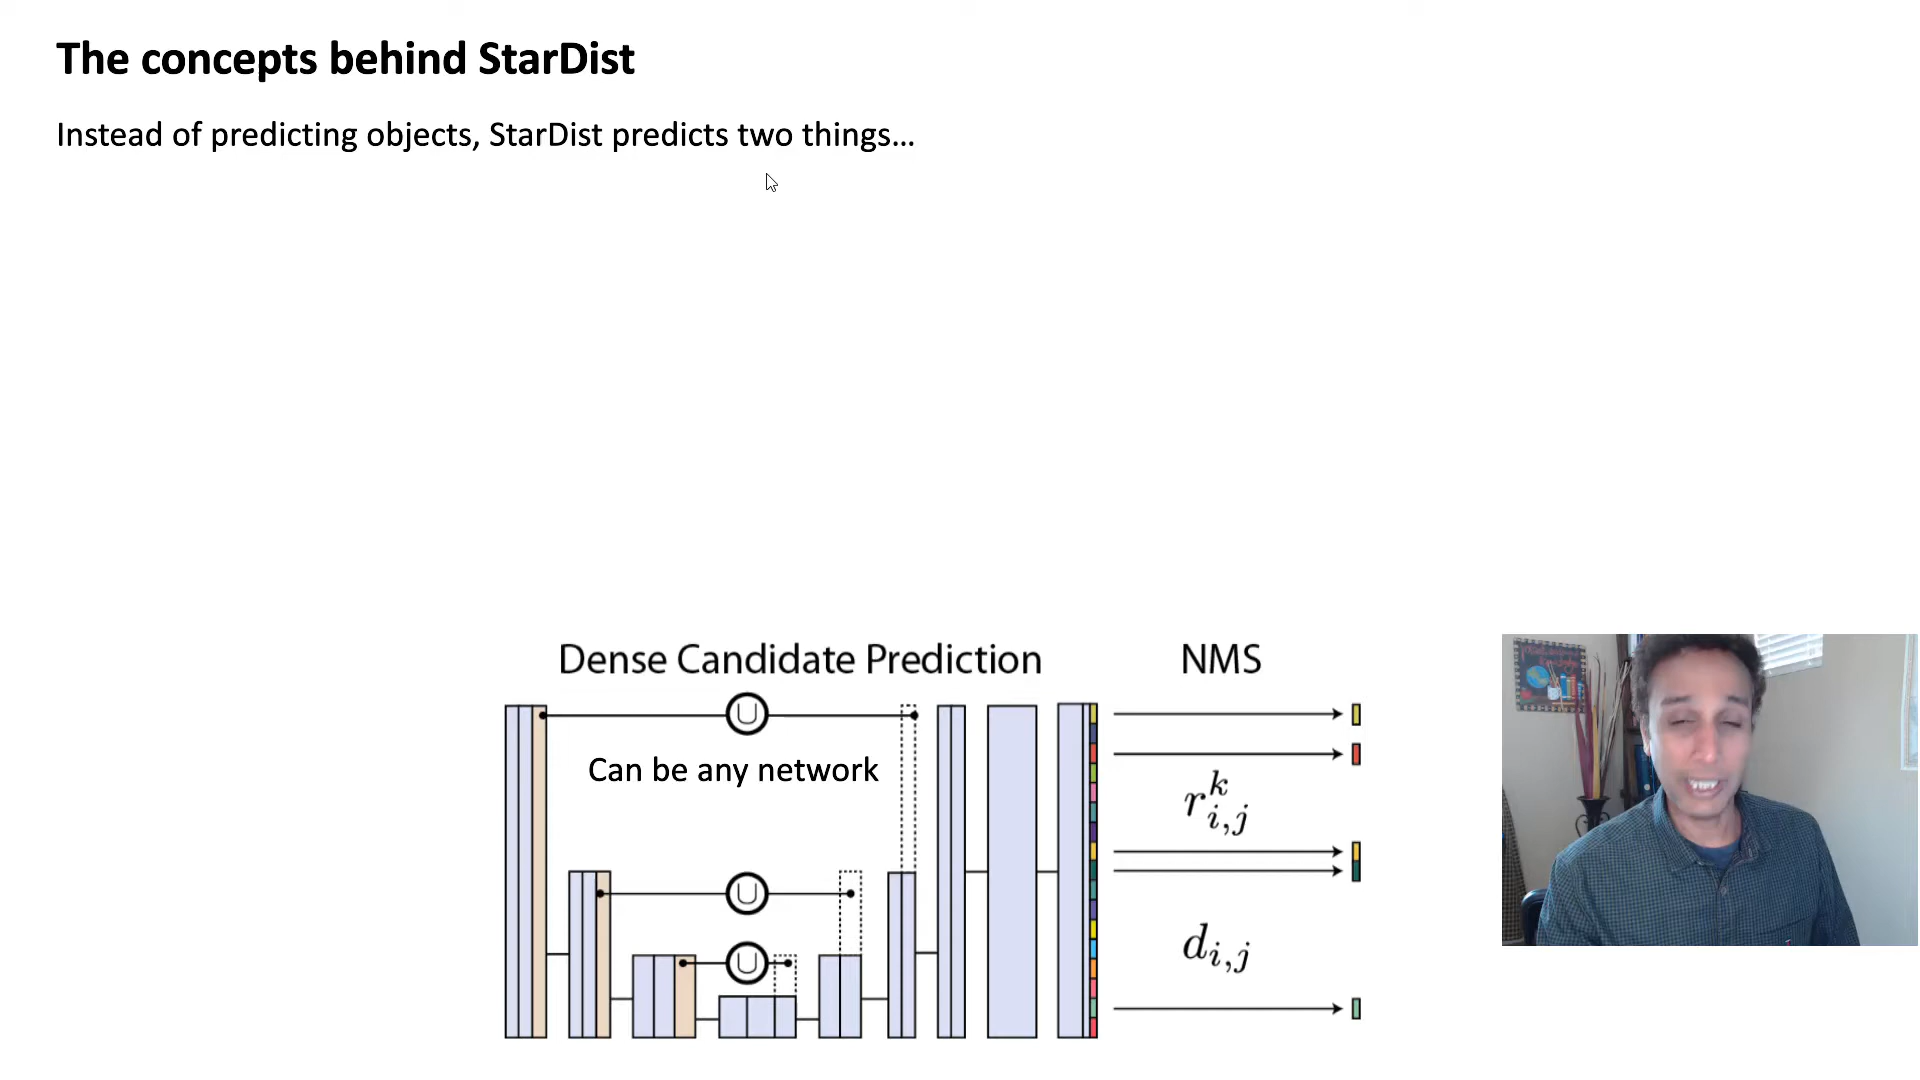 The concepts behind StarDist
Instead of predicting objects, StarDist predicts two things...
Dense Candidate Prediction
NMS
U
Can be any network
r^k_{i,j}
U
d_{i,j}
U